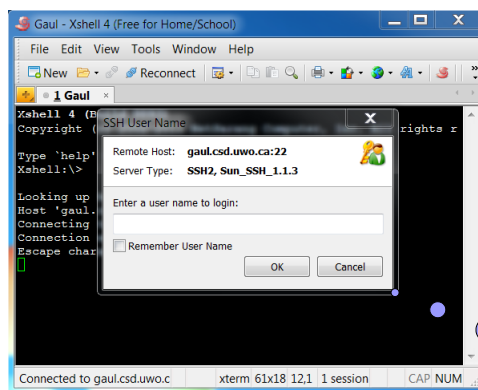 Gaul - Xshell 4 (Free for Home/School)
File Edit View Tools Window Help
New Reconnect
1 Gaul
Xshell 4 (B
Copyright ( rights r
Type `help'
Xshell:\>
Looking up
Host 'gaul.
Connecting
Connection
Escape char
SSH User Name
Remote Host: gaul.csd.uwo.ca:22
Server Type: SSH2, Sun_SSH_1.1.3
Enter a user name to login:
Remember User Name
OK Cancel
Connected to gaul.csd.uwo.c xterm 61x18 12,1 1 session CAP NUM